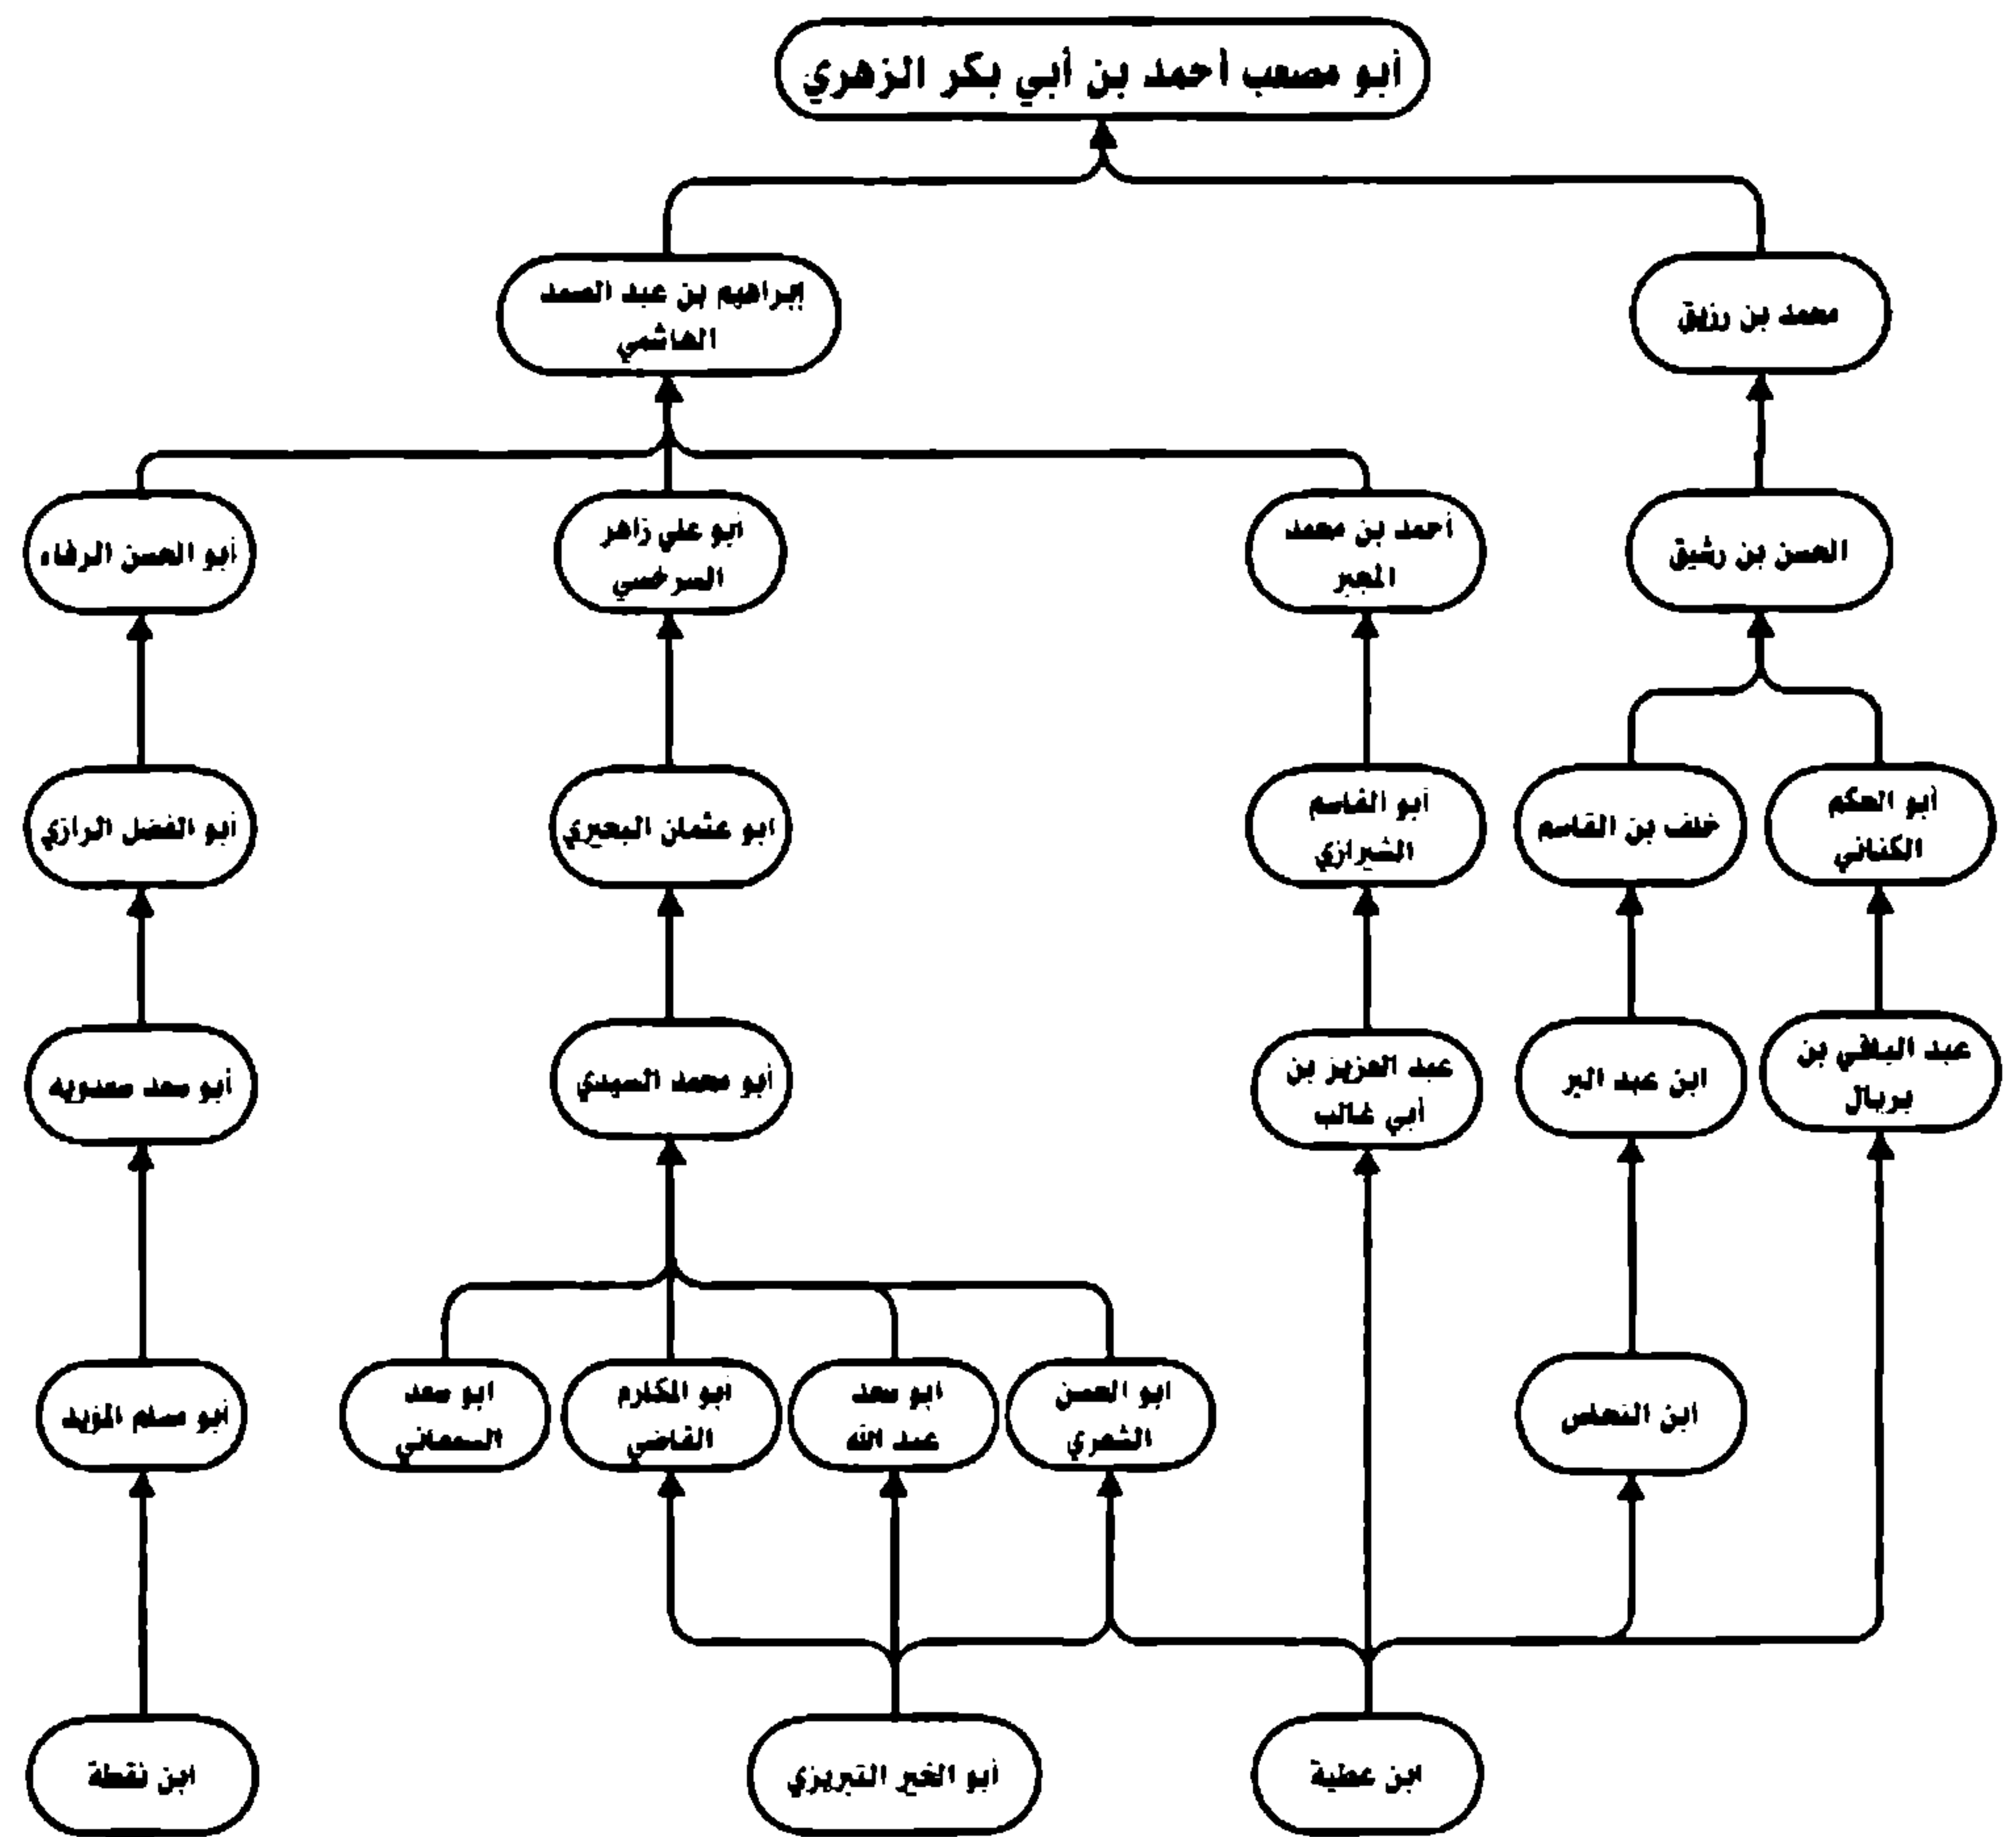 أبو مصعب أحمد بن أبي بكر الزهري
محمد بن رزيق
إبراهيم بن عبد الصمد
الهاشمي
الحسن بن رشيق
أحمد بن محمد
المجبر
أبو علي زاهر
السرخسي
أبو الحسن الرفاء
أبو الحكم
الكناني
خلف بن القاسم
أبو القاسم
الشيرازي
أبو عثمان البحيري
أبو الفضل الرازي
عبد الباقي بن
بريال
ابن عبد البر
عبد العزيز بن
أبي غالب
أبو محمد السيدي
أبو سعد سعدويه
ابن النحاس
أبو الحسن
الشعري
أبو سعد
عبد الله
أبو المكارم
القاضي
أبو سعد
السمعاني
أبو مسلم المؤيد
ابن عطية
أبو الخير التبريزي
ابن نقطة